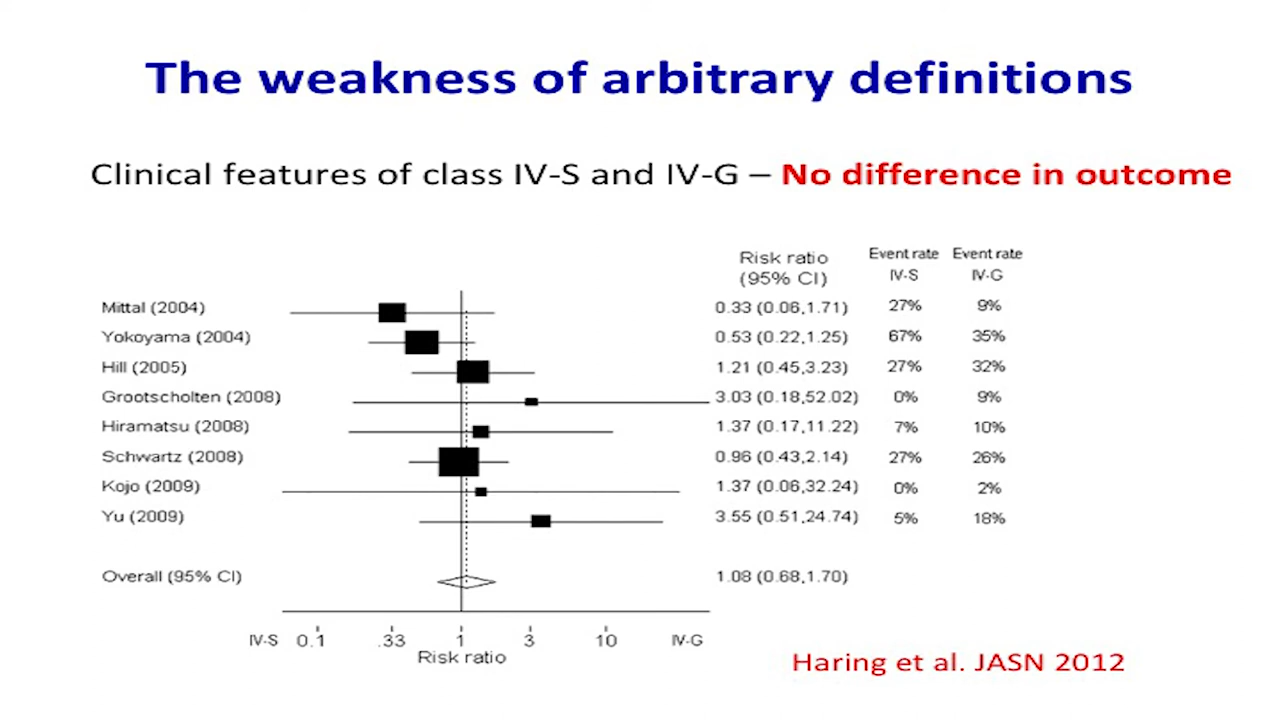 The weakness of arbitrary definitions
Clinical features of class IV-S and IV-G – No difference in outcome
Risk ratio (95% CI) Event rate IV-S Event rate IV-G
Mittal (2004) 0.33 (0.06,1.71) 27% 9%
Yokoyama (2004) 0.53 (0.22,1.25) 67% 35%
Hill (2005) 1.21 (0.45,3.23) 27% 32%
Grootscholten (2008) 3.03 (0.18,52.02) 0% 9%
Hiramatsu (2008) 1.37 (0.17,11.22) 7% 10%
Schwartz (2008) 0.96 (0.43,2.14) 27% 26%
Kojo (2009) 1.37 (0.06,32.24) 0% 2%
Yu (2009) 3.55 (0.51,24.74) 5% 18%
Overall (95% CI) 1.08 (0.68,1.70)
IV-S 0.1 .33 1 3 10 IV-G
Risk ratio
Haring et al. JASN 2012